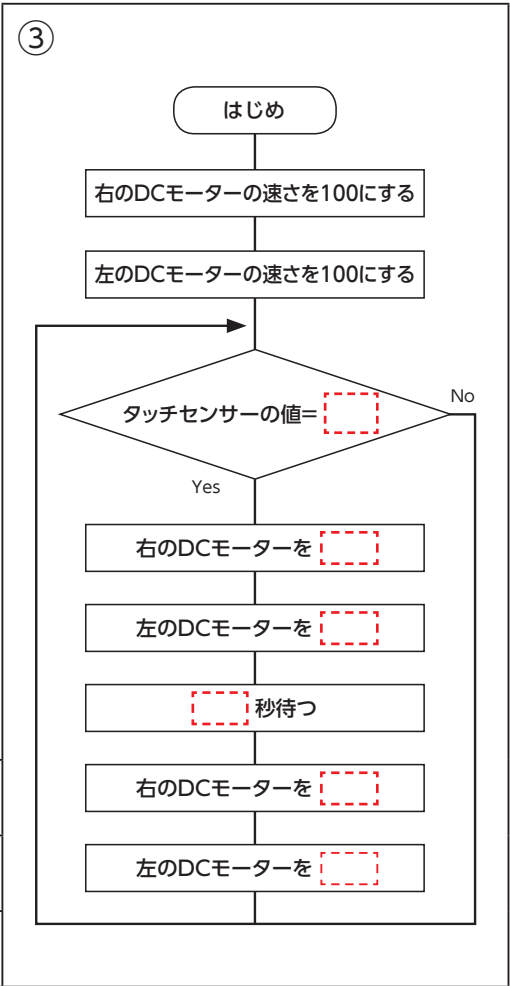 ③
はじめ
右のDCモーターの速さを100にする
左のDCモーターの速さを100にする
タッチセンサーの値=
No
Yes
右のDCモーターを
左のDCモーターを
秒待つ
右のDCモーターを
左のDCモーターを